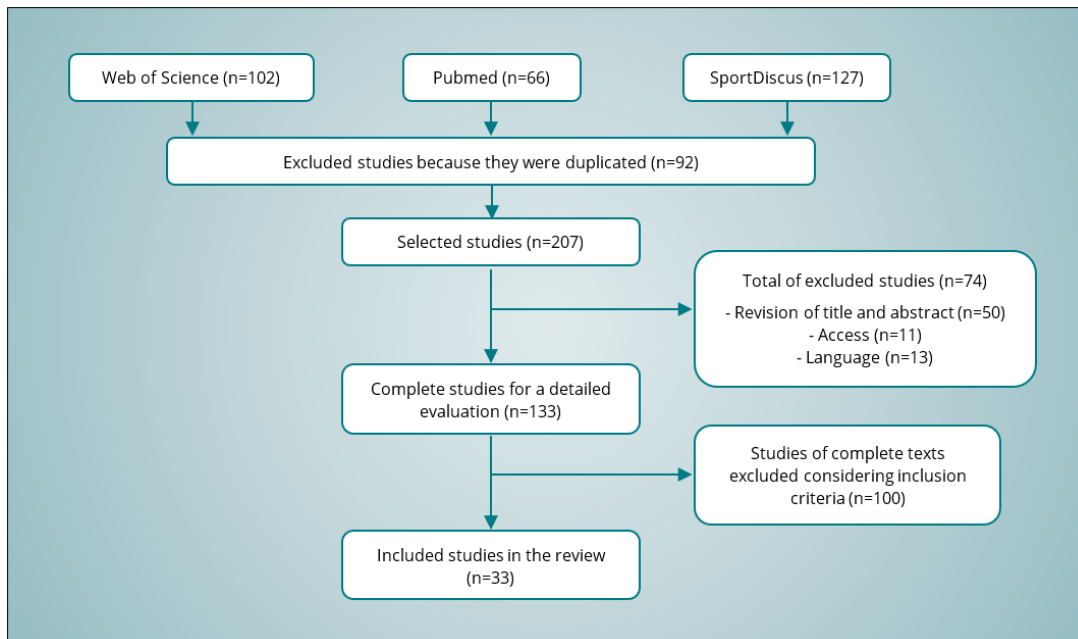 Web of Science (n=102)
Pubmed (n=66)
SportDiscus (n=127)
Excluded studies because they were duplicated (n=92)
Selected studies (n=207)
Total of excluded studies (n=74)
- Revision of title and abstract (n=50)
- Access (n=11)
- Language (n=13)
Complete studies for a detailed
evaluation (n=133)
Studies of complete texts
excluded considering inclusion
criteria (n=100)
Included studies in the review
(n=33)